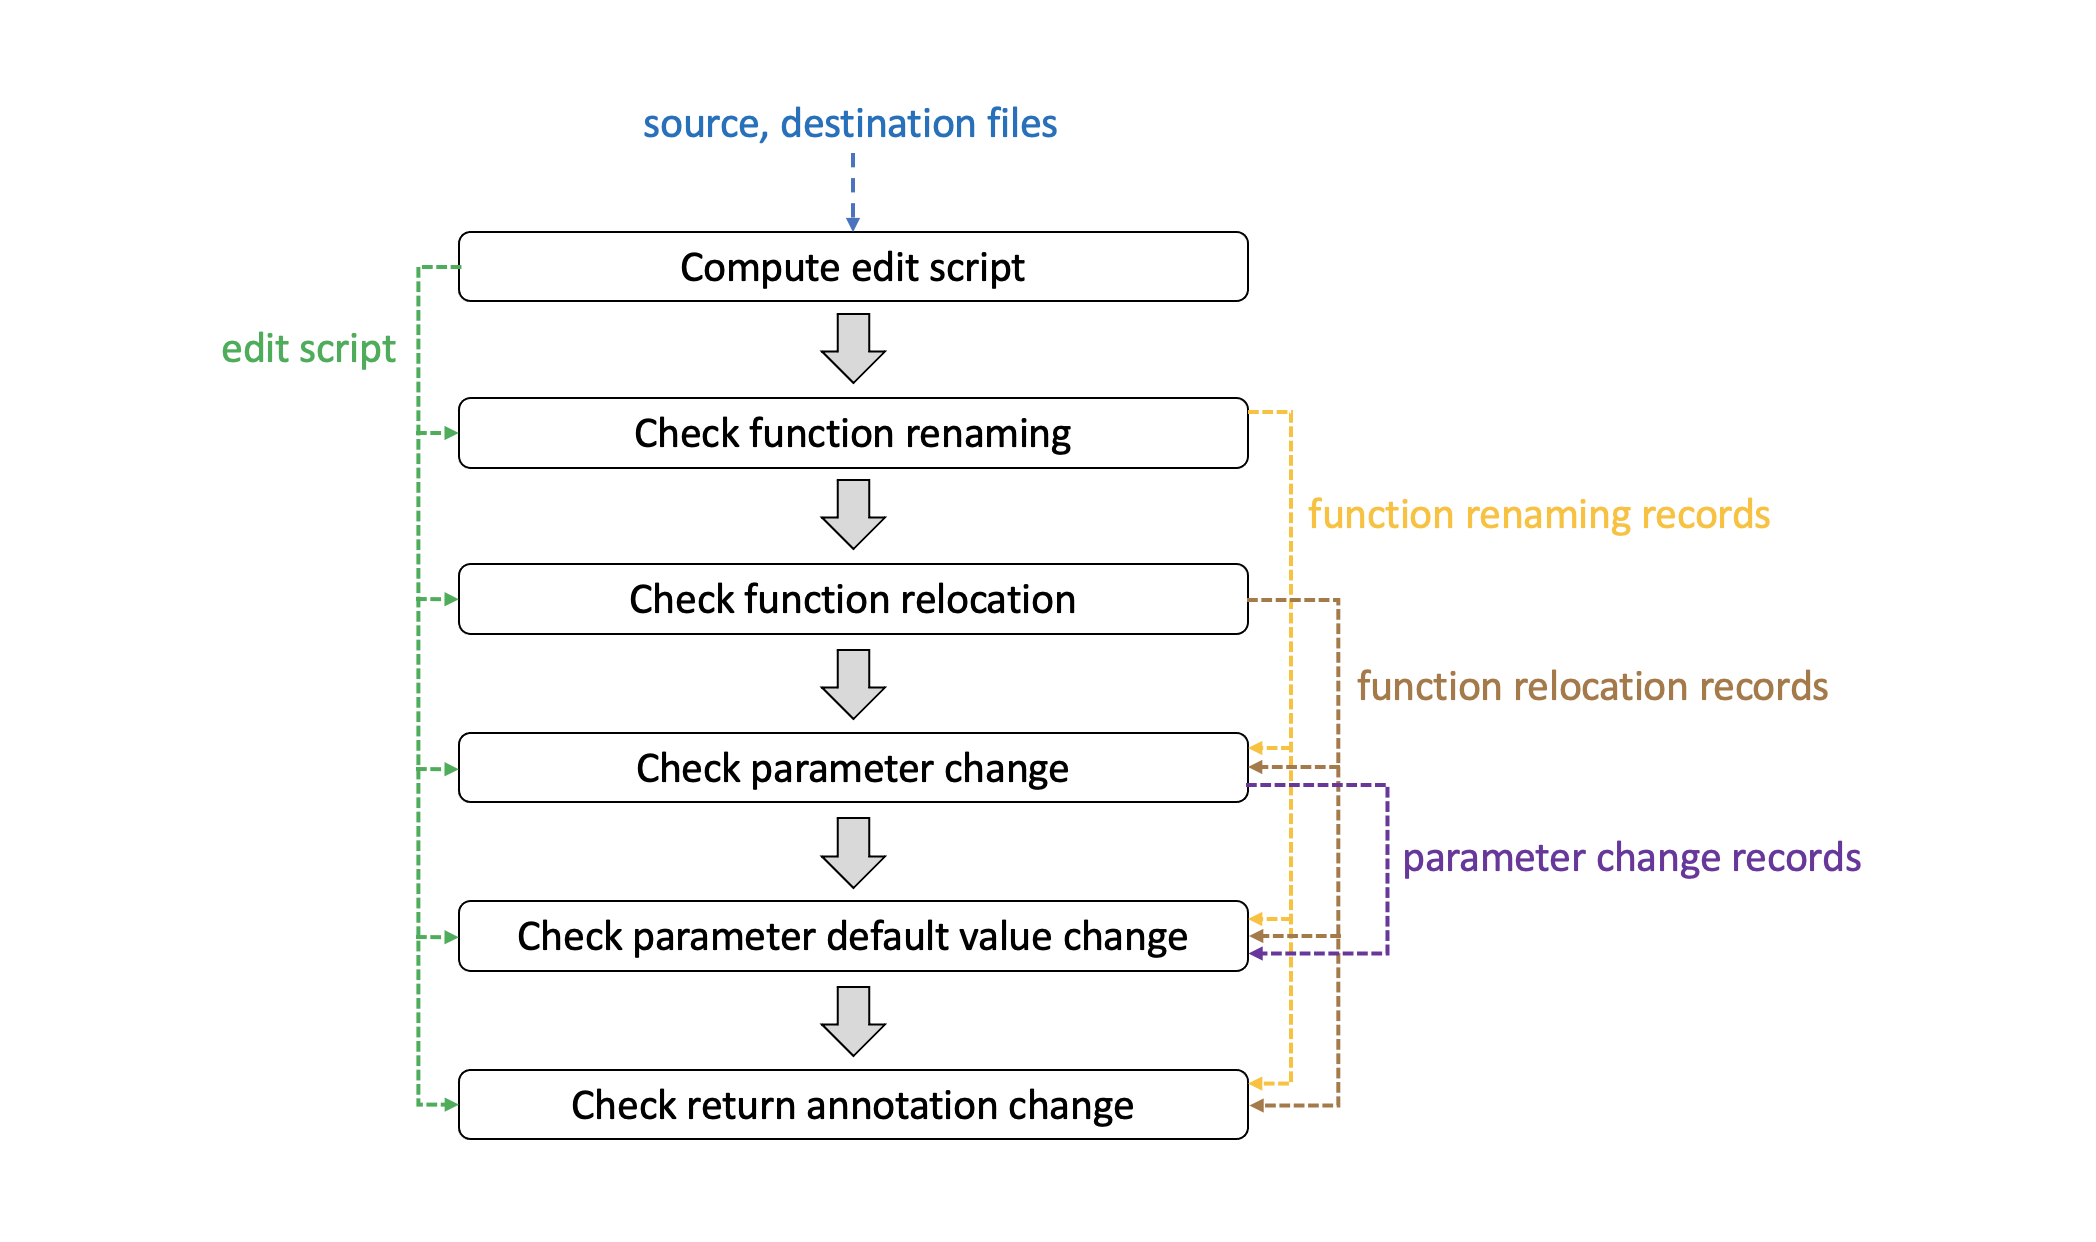 source, destination files
Compute edit script
edit script
Check function renaming
function renaming records
Check function relocation
function relocation records
Check parameter change
parameter change records
Check parameter default value change
Check return annotation change